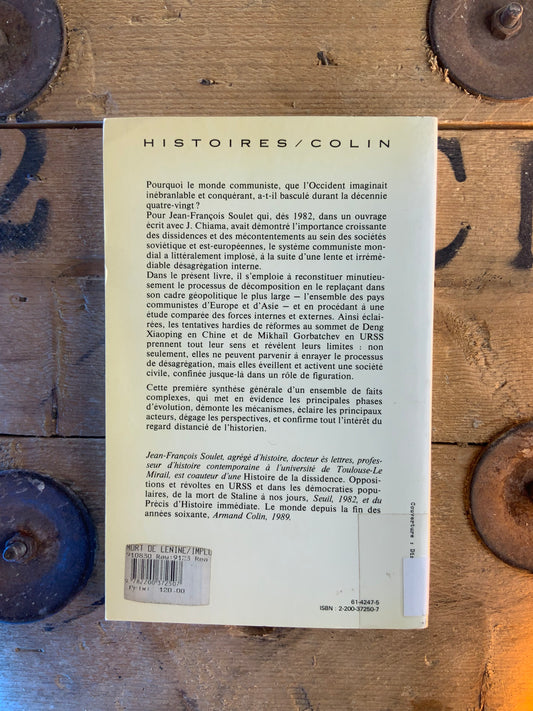 HISTOIRES/COLIN
Pourquoi le monde communiste, que l'Occident imaginait
inébranlable et conquérant, a-t-il basculé durant la décennie
quatre-vingt ?
Pour Jean-François Soulet qui, dès 1982, dans un ouvrage
écrit avec J. Chiama, avait démontré l'importance croissante
des dissidences et des mécontentements au sein des sociétés
soviétique et est-européennes, le système communiste mon-
dial a littéralement implosé, à la suite d'une lente et irrémé-
diable désagrégation interne.
Dans le présent livre, il s'emploie à reconstituer minutieu-
sement le processus de décomposition en le replaçant dans
son cadre géopolitique le plus large – l'ensemble des pays
communistes d'Europe et d'Asie – et en procédant à une
étude comparée des forces internes et externes. Ainsi éclai-
rées, les tentatives hardies de réformes au sommet de Deng
Xiaoping en Chine et de Mikhaïl Gorbatchev en URSS
prennent tout leur sens et révèlent leurs limites : non
seulement, elles ne peuvent parvenir à enrayer le processus
de désagrégation, mais elles éveillent et activent une société
civile, confinée jusque-là dans un rôle de figuration.
Cette première synthèse générale d'un ensemble de faits
complexes, qui met en évidence les principales phases
d'évolution, démonte les mécanismes, éclaire les principaux
acteurs, dégage les perspectives, et confirme tout l'intérêt du
regard distancié de l'historien.
Jean-François Soulet, agrégé d'histoire, docteur ès lettres, profes-
seur d'histoire contemporaine à l'université de Toulouse-Le
Mirail, est coauteur d'une Histoire de la dissidence. Opposi-
tions et révoltes en URSS et dans les démocraties popu-
laires, de la mort de Staline à nos jours, Seuil, 1982, et du
Précis d'Histoire immédiate. Le monde depuis la fin des
années soixante, Armand Colin, 1989.
Couverture : Di
MORT DE LENINE/IMPEU
910830 Rav:9123 Rea
9 782200 372507
120.00
61-4247-5
ISBN : 2-200-37250-7